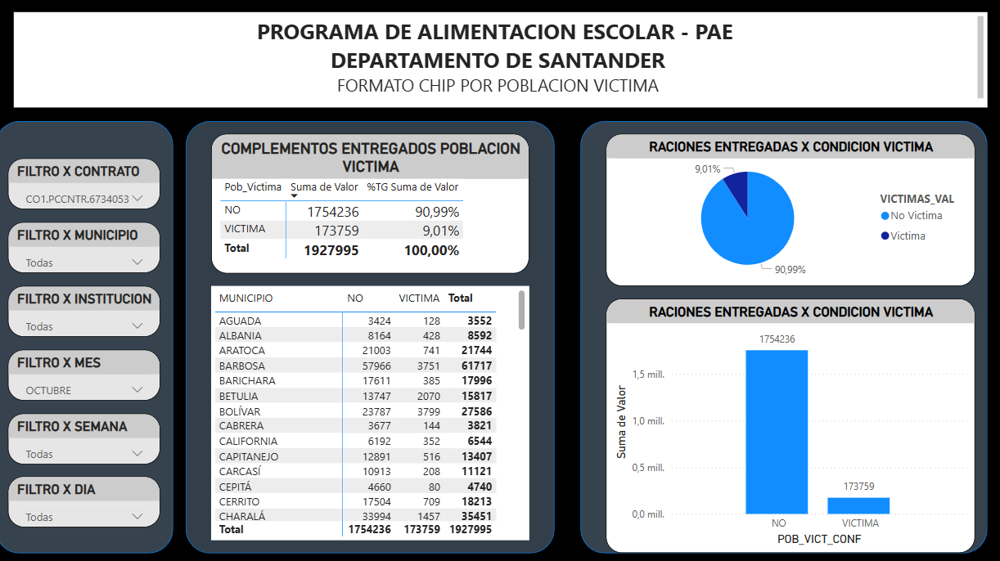 PROGRAMA DE ALIMENTACION ESCOLAR - PAE
DEPARTAMENTO DE SANTANDER
FORMATO CHIP POR POBLACION VICTIMA
FILTRO X CONTRATO
CO1.PCCNTR.6734053
FILTRO X MUNICIPIO
Todas
FILTRO X INSTITUCION
Todas
FILTRO X MES
OCTUBRE
FILTRO X SEMANA
Todas
FILTRO X DIA
Todas
COMPLEMENTOS ENTREGADOS POBLACION
VICTIMA
Pob_Victima Suma de Valor %TG Suma de Valor
NO 1754236 90,99%
VICTIMA 173759 9,01%
Total 1927995 100,00%
MUNICIPIO NO VICTIMA Total
AGUADA 3424 128 3552
ALBANIA 8164 428 8592
ARATOCA 21003 741 21744
BARBOSA 57966 3751 61717
BARICHARA 17611 385 17996
BETULIA 13747 2070 15817
BOLÍVAR 23787 3799 27586
CABRERA 3677 144 3821
CALIFORNIA 6192 352 6544
CAPITANEJO 12891 516 13407
CARCASÍ 10913 208 11121
CEPITÁ 4660 80 4740
CERRITO 17504 709 18213
CHARALÁ 33994 1457 35451
Total 1754236 173759 1927995
RACIONES ENTREGADAS X CONDICION VICTIMA
9,01%
90,99%
VICTIMAS_VAL
No Victima
Victima
RACIONES ENTREGADAS X CONDICION VICTIMA
Suma de Valor
1,5 mill.
1,0 mill.
0,5 mill.
0,0 mill.
1754236
173759
NO VICTIMA
POB_VICT_CONF